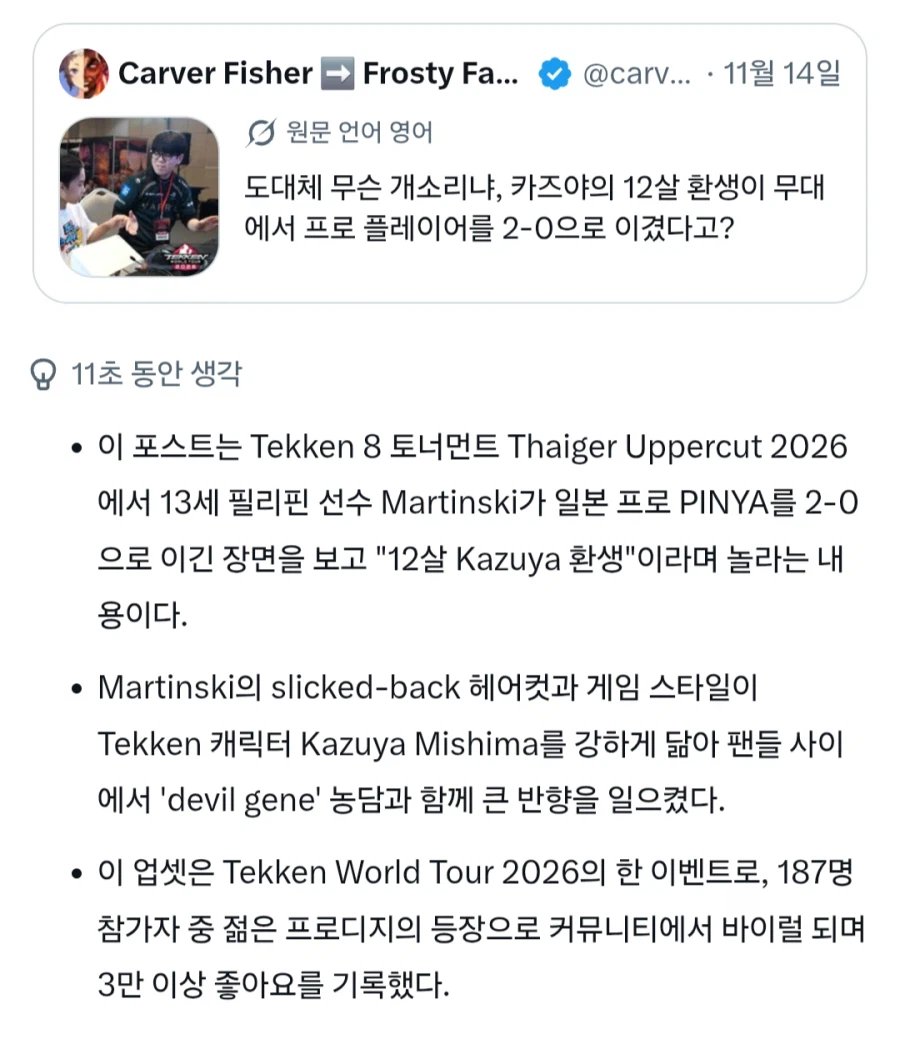 Carver Fisher ➡️ Frosty Fa... @carv... · 11월 14일
원문 언어 영어
도대체 무슨 개소리냐, 카즈야의 12살 환생이 무대
에서 프로 플레이어를 2-0으로 이겼다고?
TEKKEN
WORLD TOUR
11초 동안 생각
• 이 포스트는 Tekken 8 토너먼트 Thaiger Uppercut 2026
에서 13세 필리핀 선수 Martinski가 일본 프로 PINYA를 2-0
으로 이긴 장면을 보고 "12살 Kazuya 환생"이라며 놀라는 내
용이다.
• Martinski의 slicked-back 헤어컷과 게임 스타일이
Tekken 캐릭터 Kazuya Mishima를 강하게 닮아 팬들 사이
에서 'devil gene' 농담과 함께 큰 반향을 일으켰다.
• 이 업셋은 Tekken World Tour 2026의 한 이벤트로, 187명
참가자 중 젊은 프로디지의 등장으로 커뮤니티에서 바이럴 되며
3만 이상 좋아요를 기록했다.